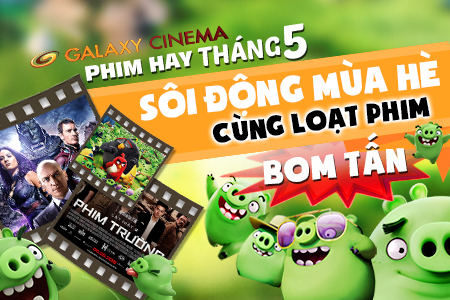 GALAXY CINEMA
PHIM HAY THÁNG 5
SÔI ĐỘNG MÙA HÈ
CÙNG LOẠT PHIM
BOM TẤN
PHIM TRƯỜNG